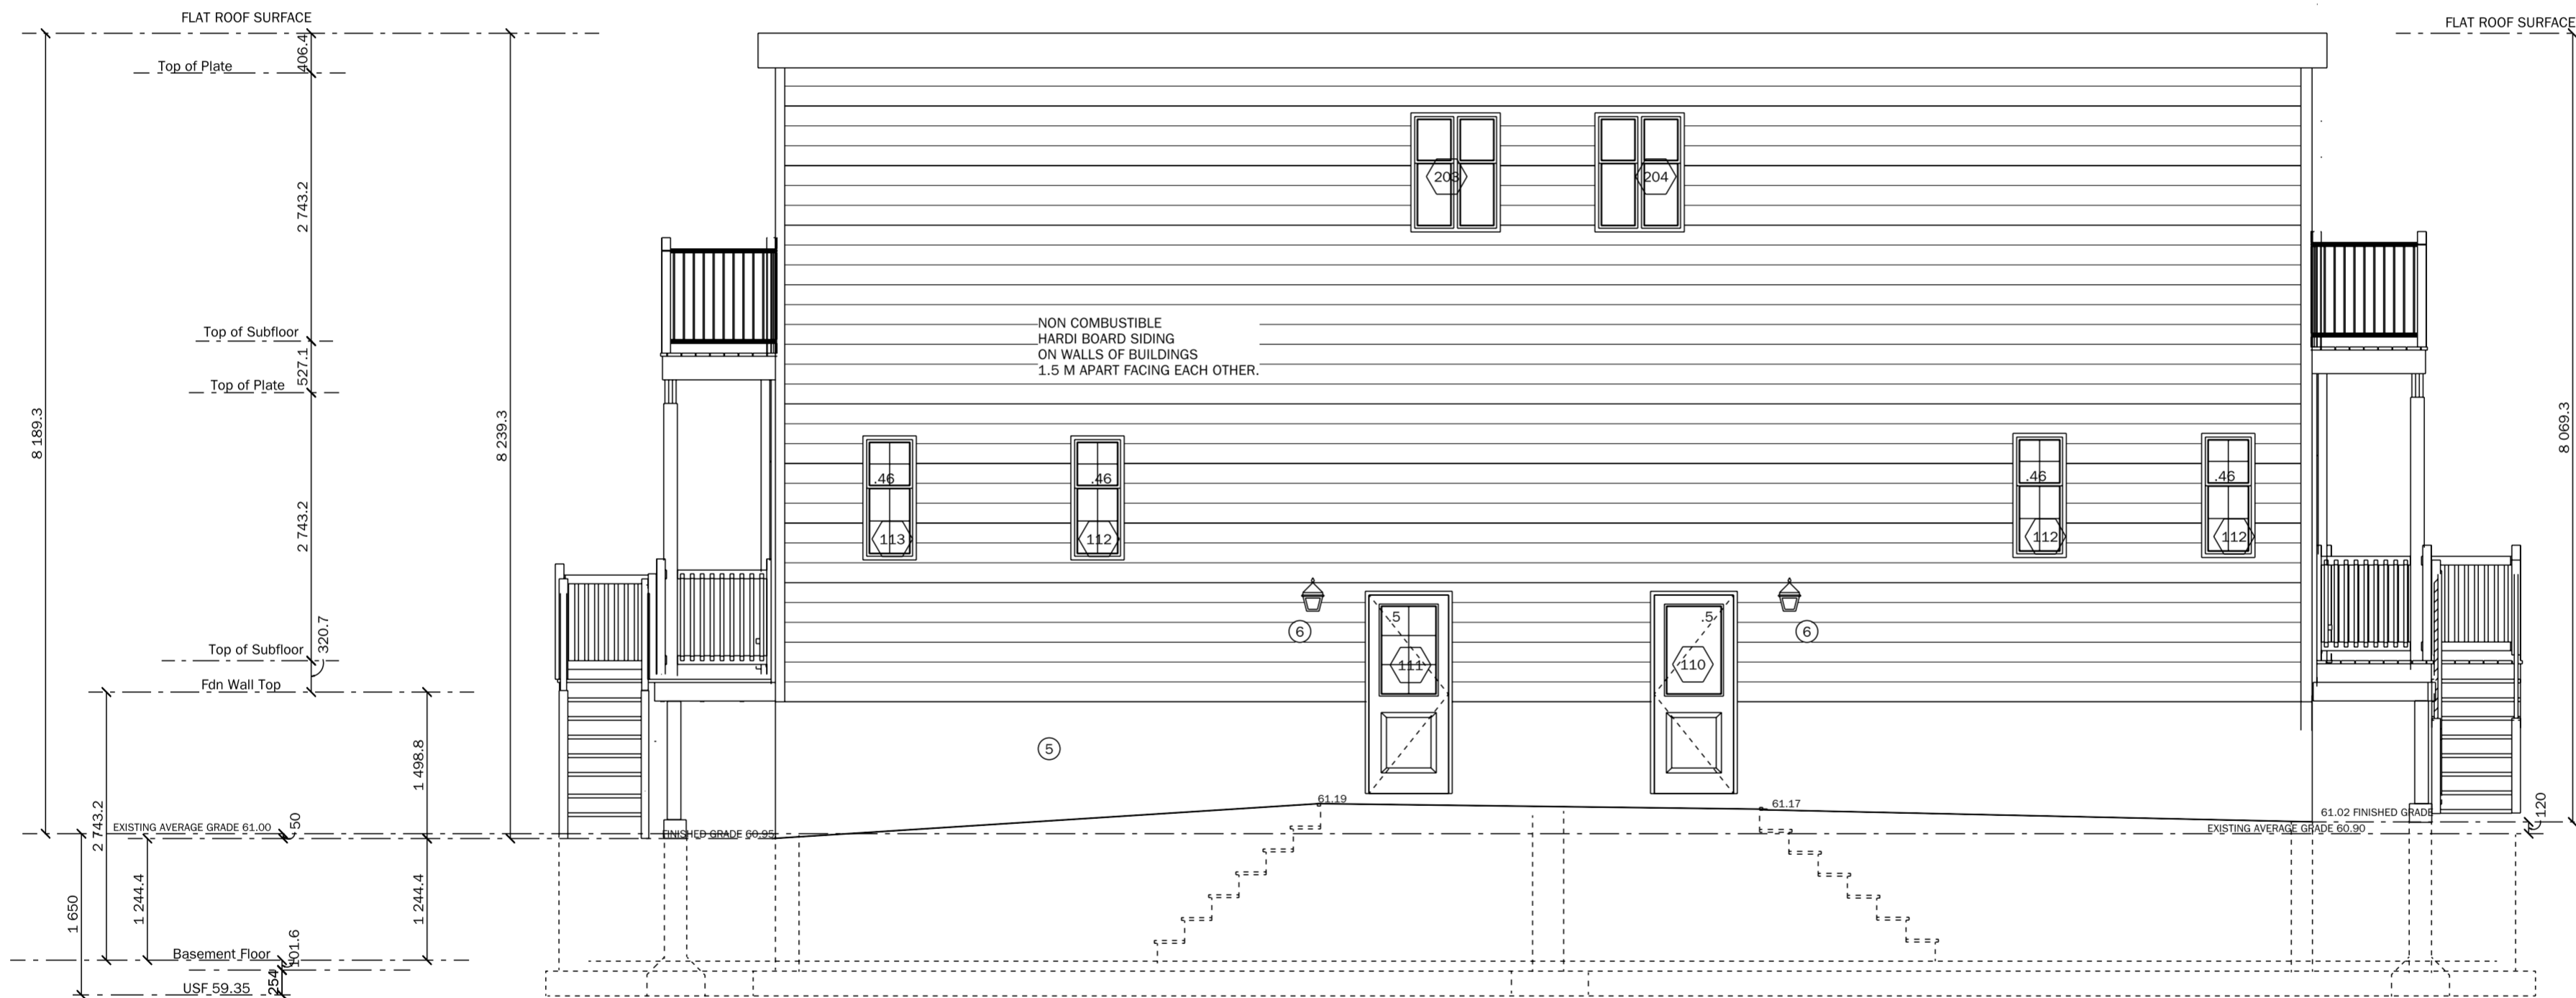 FLAT ROOF SURFACE
FLAT ROOF SURFACE
406.4
Top of Plate
2 743.2
203
204
Top of Subfloor
527.1
Top of Plate
NON COMBUSTIBLE
HARDI BOARD SIDING
ON WALLS OF BUILDINGS
1.5 M APART FACING EACH OTHER.
8 189.3
8 239.3
8 069.3
2 743.2
.46
.46
.46
.46
113
112
112
112
6
6
.5
.5
111
110
Top of Subfloor
320.7
Fdn Wall Top
1 498.8
5
2 743.2
EXISTING AVERAGE GRADE 61.00
50
FINISHED GRADE 60.95
61.19
61.17
61.02 FINISHED GRADE
120
EXISTING AVERAGE GRADE 60.90
1 650
1 244.4
1 244.4
Basement Floor
101.6
254
USF 59.35